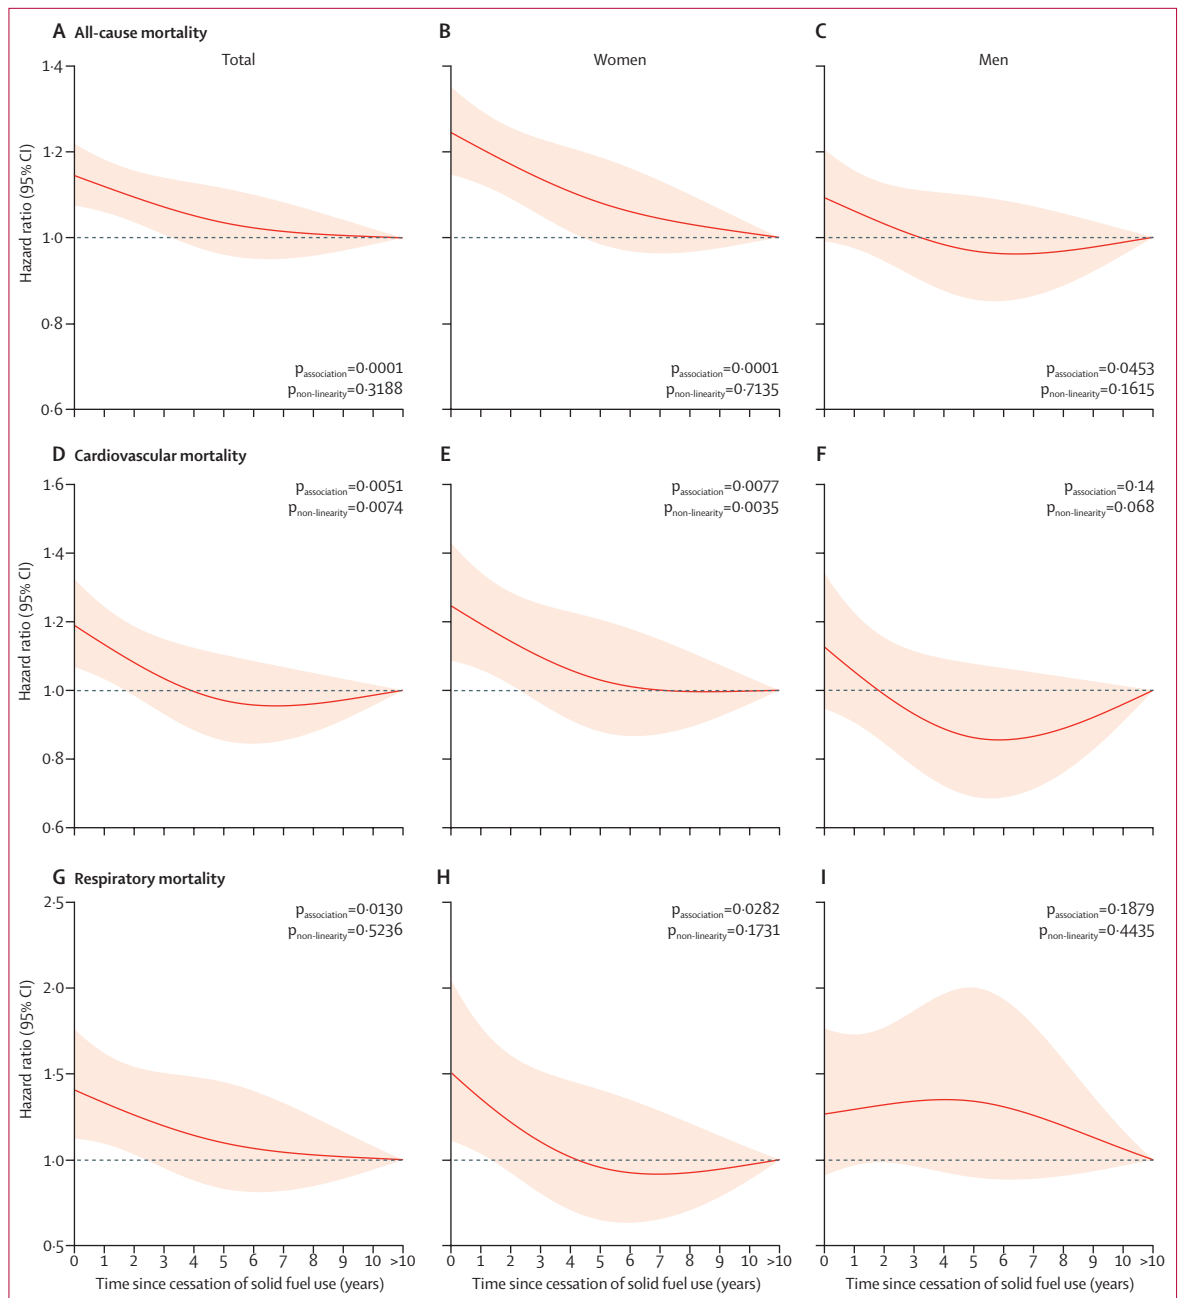 A All-cause mortality
B
C
Total
Women
Men
Hazard ratio (95% CI)
1·4
1·2
1·0
0·8
0·6
p association=0·0001
p non-linearity=0·3188
p association=0·0001
p non-linearity=0·7135
p association=0·0453
p non-linearity=0·1615
D Cardiovascular mortality
E
F
Hazard ratio (95% CI)
1·6
1·4
1·2
1·0
0·8
0·6
p association=0·0051
p non-linearity=0·0074
p association=0·0077
p non-linearity=0·0035
p association=0·14
p non-linearity=0·068
G Respiratory mortality
H
I
Hazard ratio (95% CI)
2·5
2·0
1·5
1·0
0·5
p association=0·0130
p non-linearity=0·5236
p association=0·0282
p non-linearity=0·1731
p association=0·1879
p non-linearity=0·4435
0 1 2 3 4 5 6 7 8 9 10 >10
0 1 2 3 4 5 6 7 8 9 10 >10
0 1 2 3 4 5 6 7 8 9 10 >10
Time since cessation of solid fuel use (years)
Time since cessation of solid fuel use (years)
Time since cessation of solid fuel use (years)